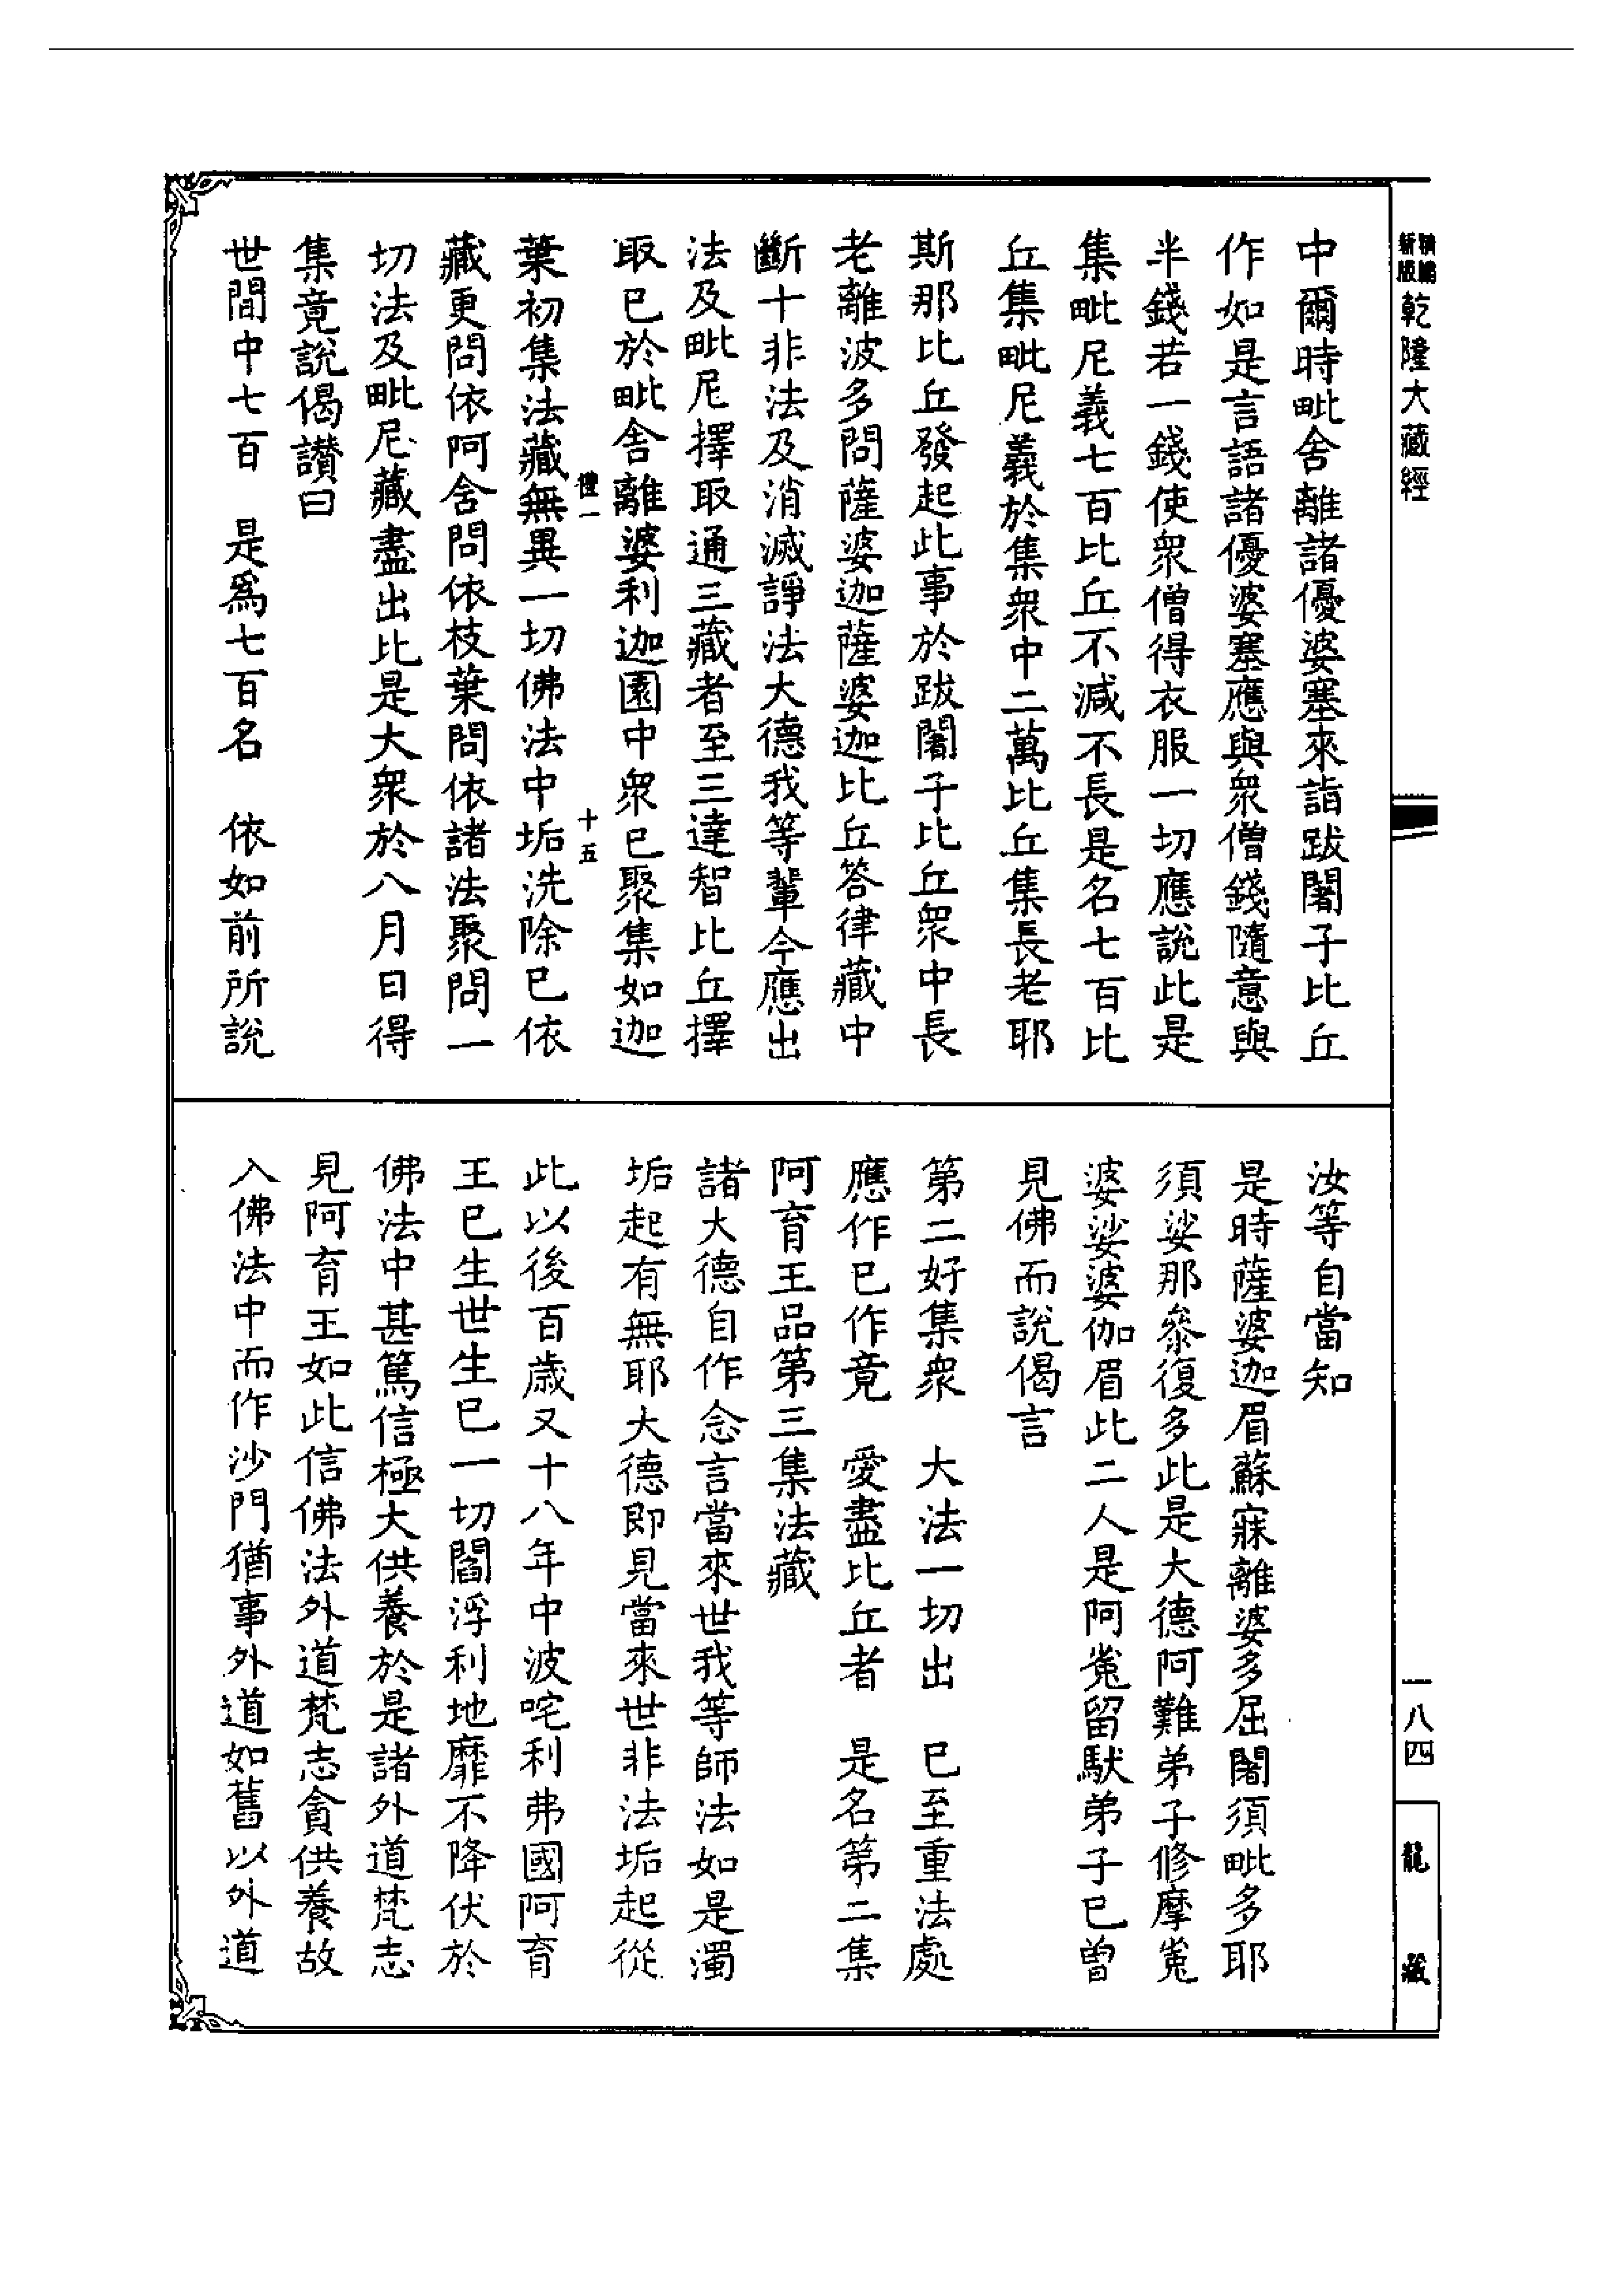 新版精編乾隆大藏經
中爾時毗舍離諸優婆塞來詣跋闍子比丘
作如是言語諸優婆塞應與衆僧錢隨意與
半錢若一錢使衆僧得衣服一切應說此是
集毗尼義七百比丘不減不長是名七百比
丘集毗尼義於集衆中二萬比丘集長老耶
斯那比丘發起此事於跋闍子比丘衆中長
老離波多問薩婆迦薩婆迦比丘答律藏中
斷十非法及消滅諍法大德我等輩今應出
法及毗尼擇取通三藏者至三達智比丘擇
取已於毗舍離婆利迦園中衆已聚集如迦
禮一 十五
葉初集法藏無異一切佛法中垢洗除已依
藏更問依阿含問依枝葉問依諸法聚問一
切法及毗尼藏盡出比是大衆於八月日得
集竟說偈讚曰
世間中七百 是爲七百名 依如前所說
汝等自當知
是時薩婆迦眉蘇寐離婆多屈闍須毗多耶
須娑那參復多此是大德阿難弟子修摩㝹
婆娑婆伽眉此二人是阿㝹留馱弟子已曾
見佛而說偈言
第二好集衆 大法一切出 已至重法處
應作已作竟 愛盡比丘者 是名第二集
阿育王品第三集法藏
諸大德自作念言當來世我等師法如是濁
垢起有無耶大德即見當來世非法垢起從
此以後百歲又十八年中波咤利弗國阿育
王已生世生已一切閻浮利地靡不降伏於
佛法中甚篤信極大供養於是諸外道梵志
見阿育王如此信佛法外道梵志貪供養故
入佛法中而作沙門猶事外道如舊以外道
一八四
龍藏